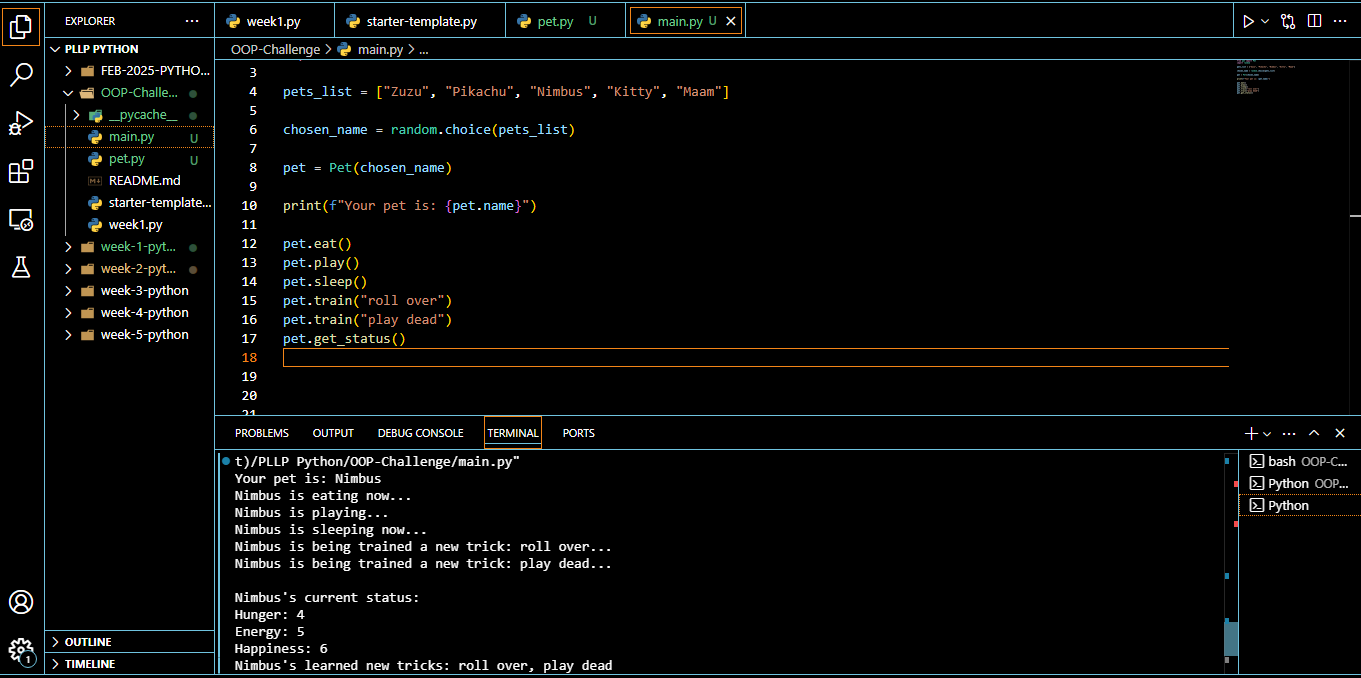 EXPLORER ...
PLLP PYTHON
FEB-2025-PYTHO...
OOP-Challe...
__pycache__
main.py U
pet.py U
README.md
starter-template...
week1.py
week-1-pyt...
week-2-pyt...
week-3-python
week-4-python
week-5-python
OUTLINE
TIMELINE
1
week1.py
starter-template.py
pet.py U
main.py U
OOP-Challenge > main.py > ...
3
4 pets_list = ["Zuzu", "Pikachu", "Nimbus", "Kitty", "Maam"]
5
6 chosen_name = random.choice(pets_list)
7
8 pet = Pet(chosen_name)
9
10 print(f"Your pet is: {pet.name}")
11
12 pet.eat()
13 pet.play()
14 pet.sleep()
15 pet.train("roll over")
16 pet.train("play dead")
17 pet.get_status()
18
19
20
21
PROBLEMS OUTPUT DEBUG CONSOLE TERMINAL PORTS
t)/PLLP Python/OOP-Challenge/main.py"
Your pet is: Nimbus
Nimbus is eating now...
Nimbus is playing...
Nimbus is sleeping now...
Nimbus is being trained a new trick: roll over...
Nimbus is being trained a new trick: play dead...
Nimbus's current status:
Hunger: 4
Energy: 5
Happiness: 6
Nimbus's learned new tricks: roll over, play dead
bash OOP-C...
Python OOP...
Python